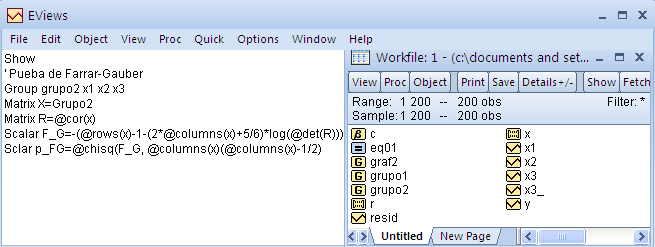 EViews
File Edit Object View Proc Quick Options Window Help
Show
' Pueba de Farrar-Gauber
Group grupo2 x1 x2 x3
Matrix X=Grupo2
Matrix R=@cor(x)
Scalar F_G=-(@rows(x)-1-(2*@columns(x)+5/6)*log(@det(R)))
Sclar p_FG=@chisq(F_G, @columns(x)(@columns(x)-1/2)
Workfile: 1 - (c:\documents and set...
View Proc Object Print Save Details+/- Show Fetch
Range: 1 200 -- 200 obs Filter: *
Sample: 1 200 -- 200 obs
c
eq01
graf2
grupo1
grupo2
r
resid
x
x1
x2
x3
x3_
y
Untitled New Page